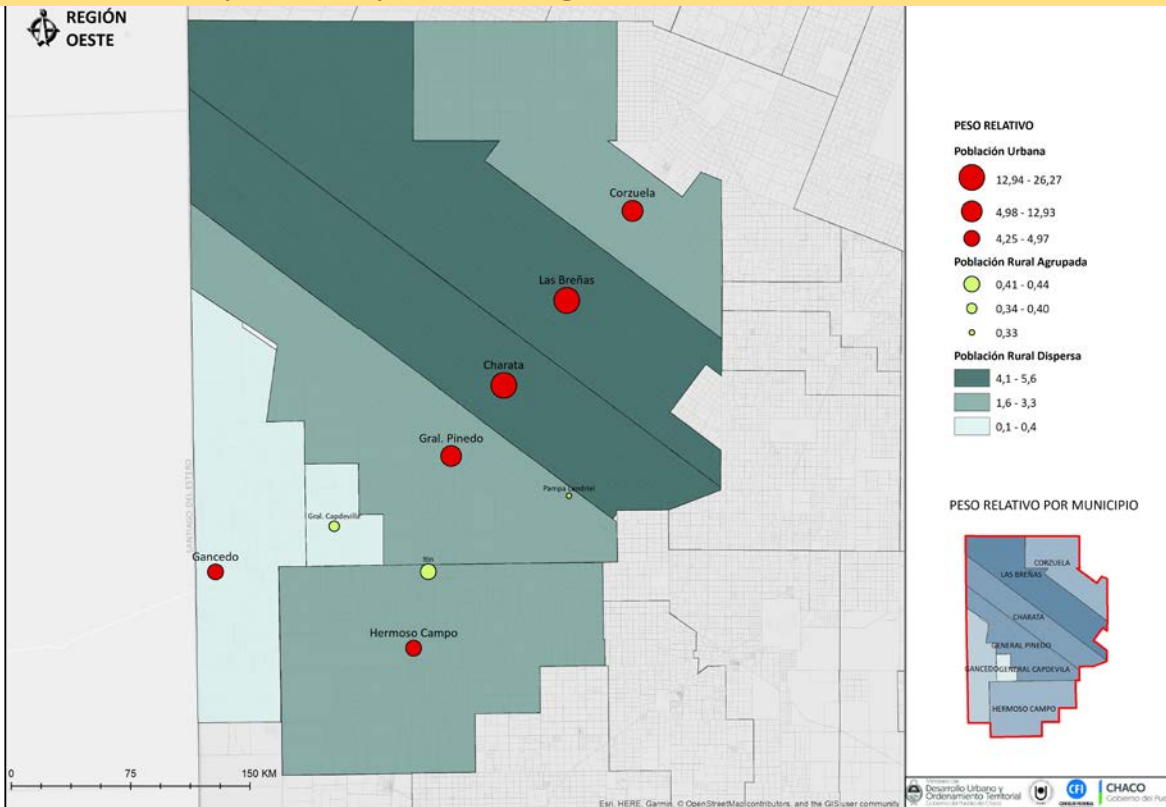 REGIÓN
OESTE
Corzuela
Las Breñas
Charata
Gral. Pinedo
Pampa Landriel
Gral. Capdevilla
Itin
Gancedo
Hermoso Campo
SANTIAGO DEL ESTERO
0 75 150 KM
Esri, HERE, Garmin, © OpenStreetMap contributors, and the GIS user community
PESO RELATIVO
Población Urbana
12,94 - 26,27
4,98 - 12,93
4,25 - 4,97
Población Rural Agrupada
0,41 - 0,44
0,34 - 0,40
0,33
Población Rural Dispersa
4,1 - 5,6
1,6 - 3,3
0,1 - 0,4
PESO RELATIVO POR MUNICIPIO
CORZUELA
LAS BREÑAS
CHARATA
GENERAL PINEDO
GANCEDO
GENERAL CAPDEVILA
HERMOSO CAMPO
Ministerio de
Desarrollo Urbano y
Ordenamiento Territorial
CFI
CHACO